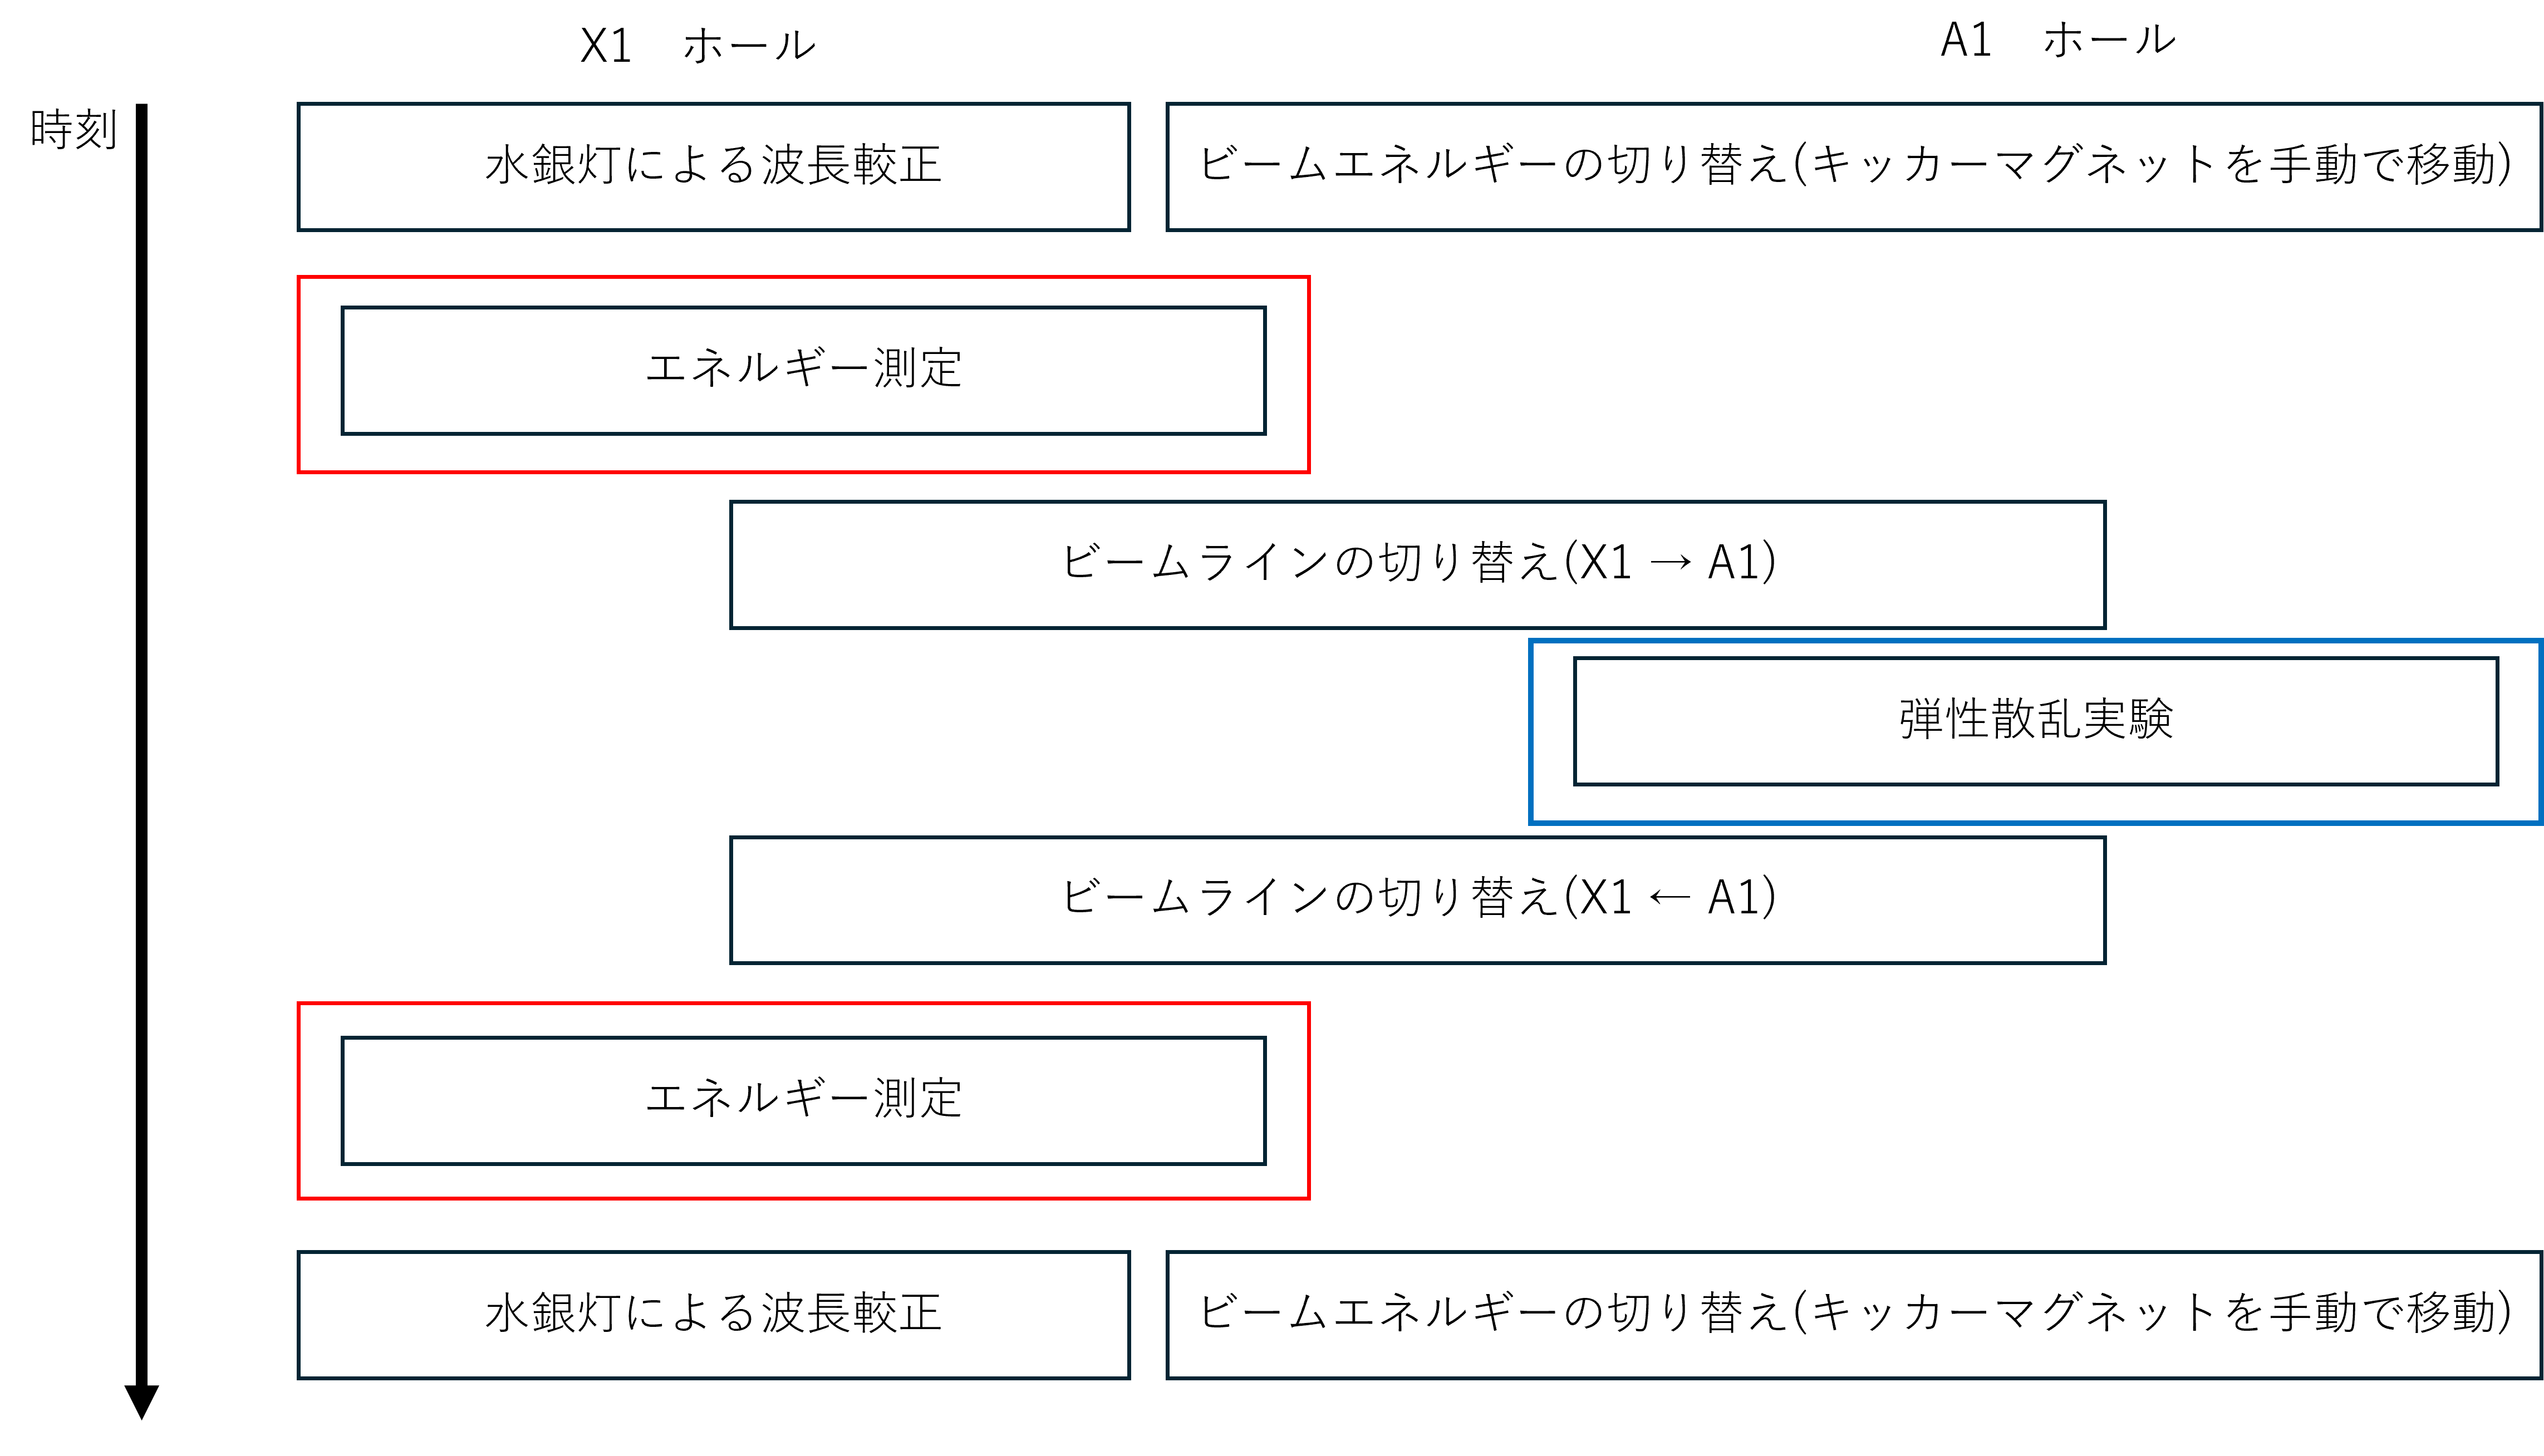 X1　ホール
A1　ホール
時刻
水銀灯による波長較正
ビームエネルギーの切り替え(キッカーマグネットを手動で移動)
エネルギー測定
ビームラインの切り替え(X1 → A1)
弾性散乱実験
ビームラインの切り替え(X1 ← A1)
エネルギー測定
水銀灯による波長較正
ビームエネルギーの切り替え(キッカーマグネットを手動で移動)